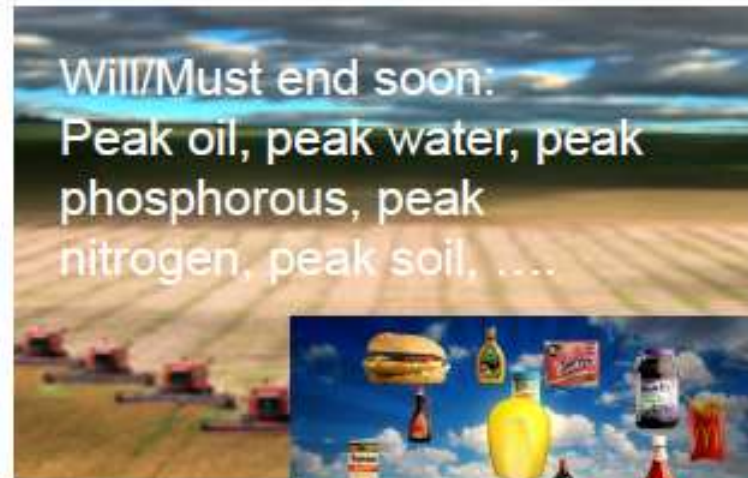 Will/Must end soon:
Peak oil, peak water, peak
phosphorous, peak
nitrogen, peak soil, ....